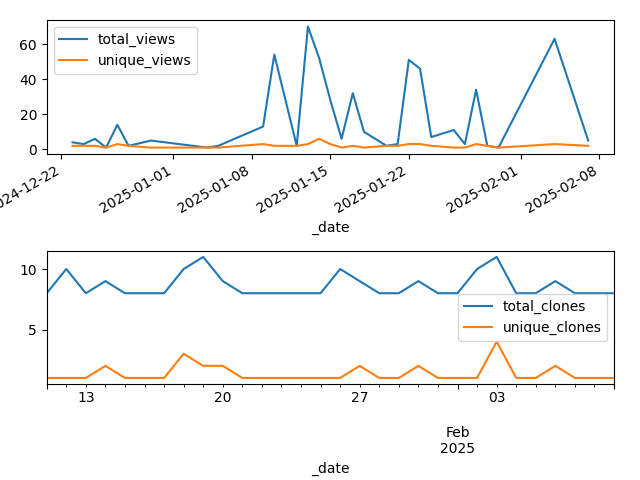 total_views
unique_views
60
40
20
0
024-12-22
2025-01-01
2025-01-08
2025-01-15
2025-01-22
2025-02-01
2025-02-08
_date
10
5
total_clones
unique_clones
13
20
27
03
Feb
2025
_date